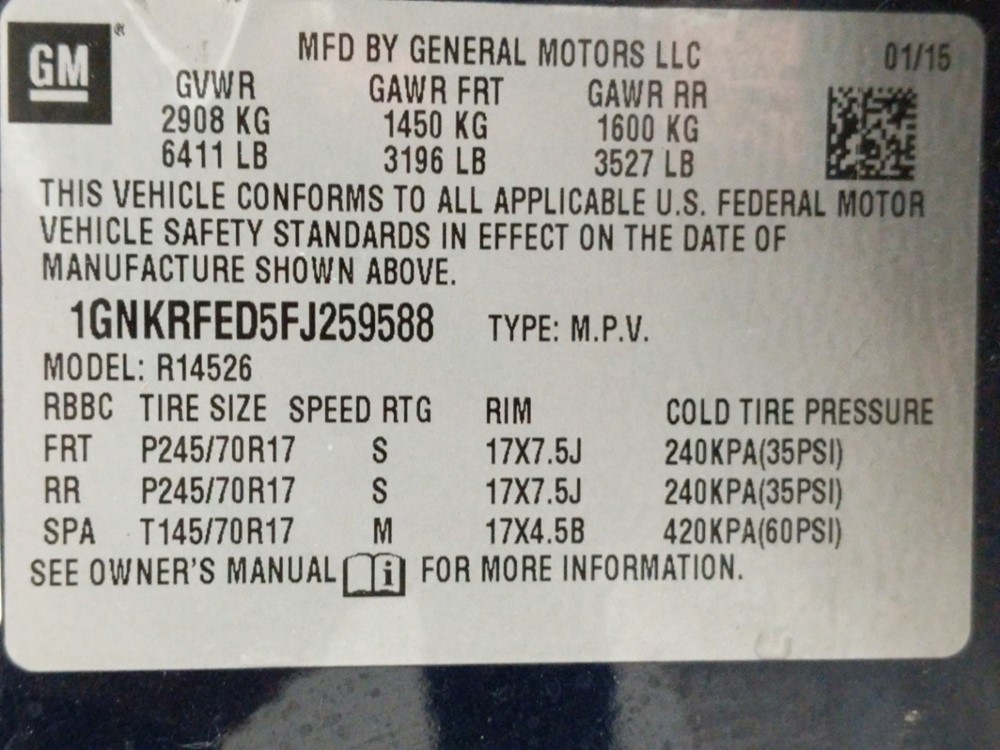 GM®
MFD BY GENERAL MOTORS LLC 01/15
GVWR GAWR FRT GAWR RR
2908 KG 1450 KG 1600 KG
6411 LB 3196 LB 3527 LB
THIS VEHICLE CONFORMS TO ALL APPLICABLE U.S. FEDERAL MOTOR
VEHICLE SAFETY STANDARDS IN EFFECT ON THE DATE OF
MANUFACTURE SHOWN ABOVE.
1GNKRFED5FJ259588 TYPE: M.P.V.
MODEL: R14526
RBBC TIRE SIZE SPEED RTG RIM COLD TIRE PRESSURE
FRT P245/70R17 S 17X7.5J 240KPA(35PSI)
RR P245/70R17 S 17X7.5J 240KPA(35PSI)
SPA T145/70R17 M 17X4.5B 420KPA(60PSI)
SEE OWNER'S MANUAL i FOR MORE INFORMATION.